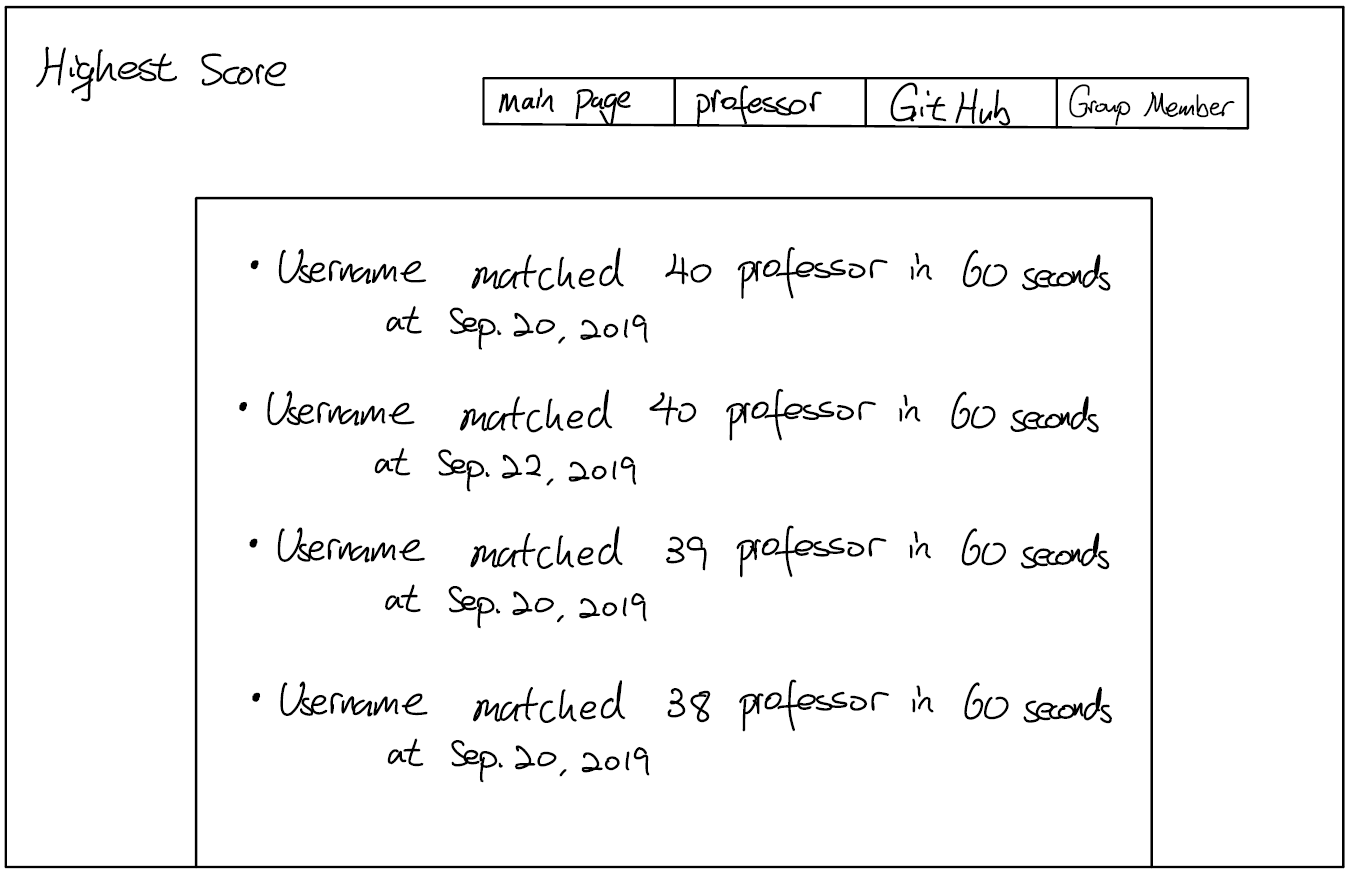 Highest Score
main Page professor GitHub Group Member
• Username matched 40 professor in 60 seconds
at Sep. 20, 2019
• Username matched 40 professor in 60 seconds
at Sep. 22, 2019
• Username matched 39 professor in 60 seconds
at Sep. 20, 2019
• Username matched 38 professor in 60 seconds
at Sep. 20, 2019